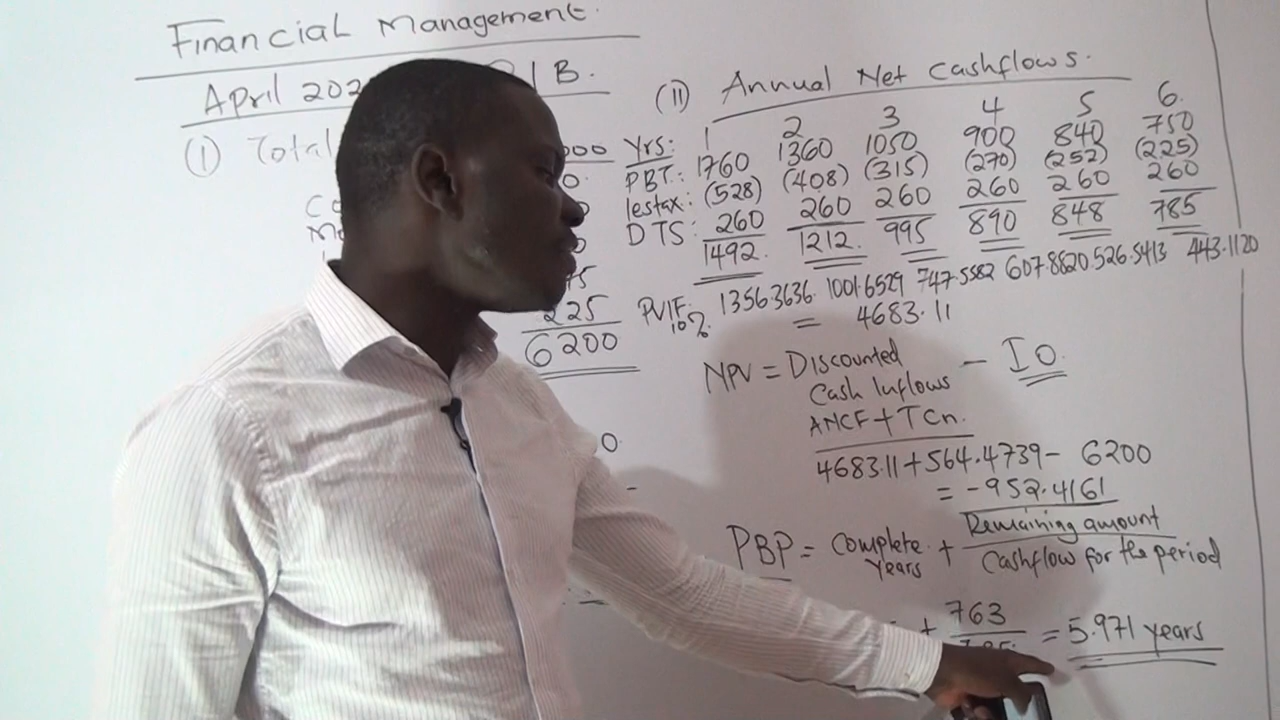 Financial Management.
April 202 1B.
(i) Total 000
225
6200
(ii) Annual Net Cashflows.
Yrs: 1 2 3 4 5 6.
PBT: 1760 1360 1050 900 840 750
lestax: (528) (408) (315) (270) (252) (225)
DTS: 260 260 260 260 260 260
1492. 1212. 995 890 848 785
PVIF: 10% 1356.3636. 1001.6529 747.5582 607.8820. 526.5413 443.1120
= 4683.11
NPV = Discounted Cash Inflows - Io.
ANCF + TCn.
4683.11 + 564.4739 - 6200
= -952.4161
PBP = Complete Years + Remaining amount
Cashflow for the period
+ 763 = 5.971 years